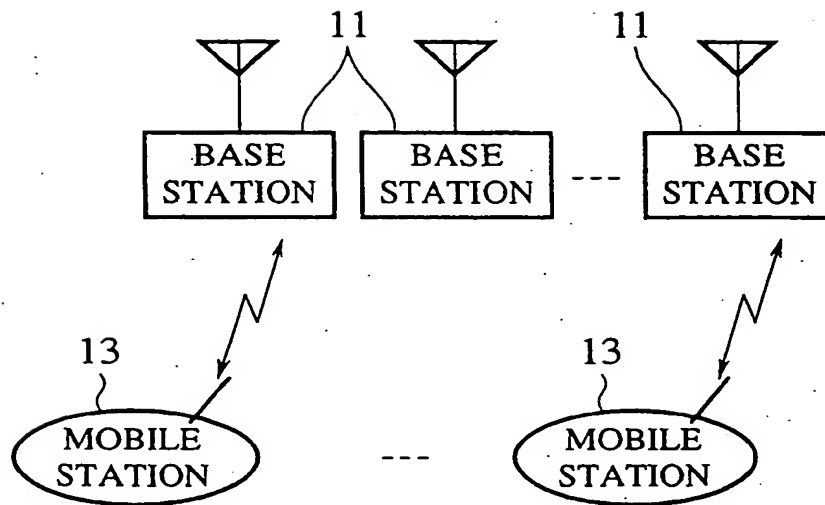 11 11
BASE STATION BASE STATION --- BASE STATION
13 13
MOBILE STATION --- MOBILE STATION